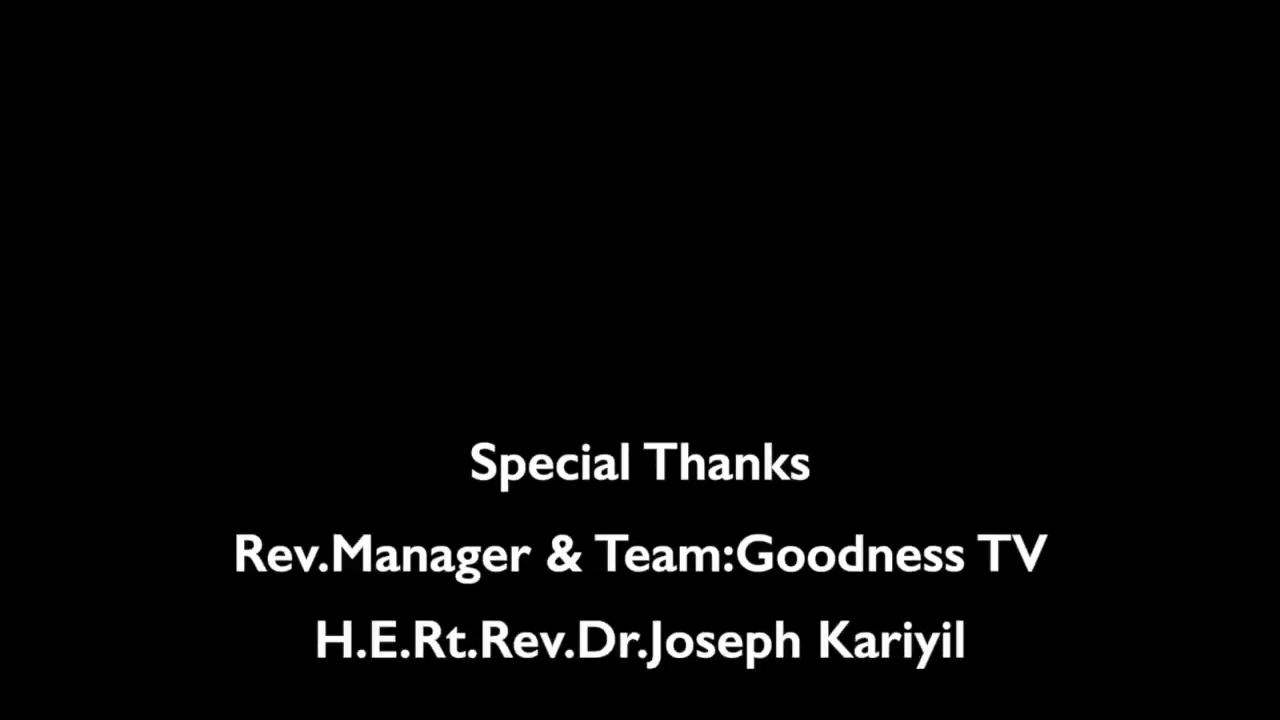 Special Thanks
Rev.Manager & Team:Goodness TV
H.E.Rt.Rev.Dr.Joseph Kariyil